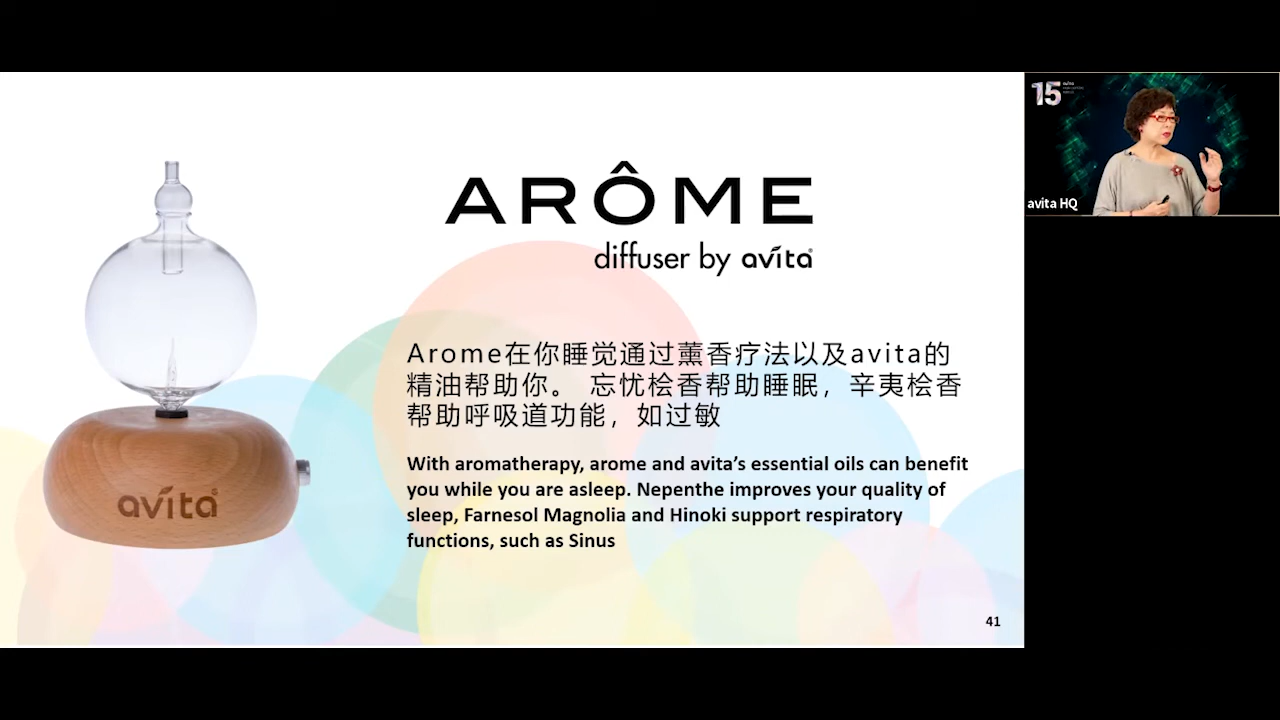 ARÔME
diffuser by avita®
Arome在你睡觉通过薰香疗法以及avita的
精油帮助你。 忘忧桧香帮助睡眠，辛夷桧香
帮助呼吸道功能，如过敏
With aromatherapy, arome and avita’s essential oils can benefit
you while you are asleep. Nepenthe improves your quality of
sleep, Farnesol Magnolia and Hinoki support respiratory
functions, such as Sinus
avita®
41
15
avita HQ